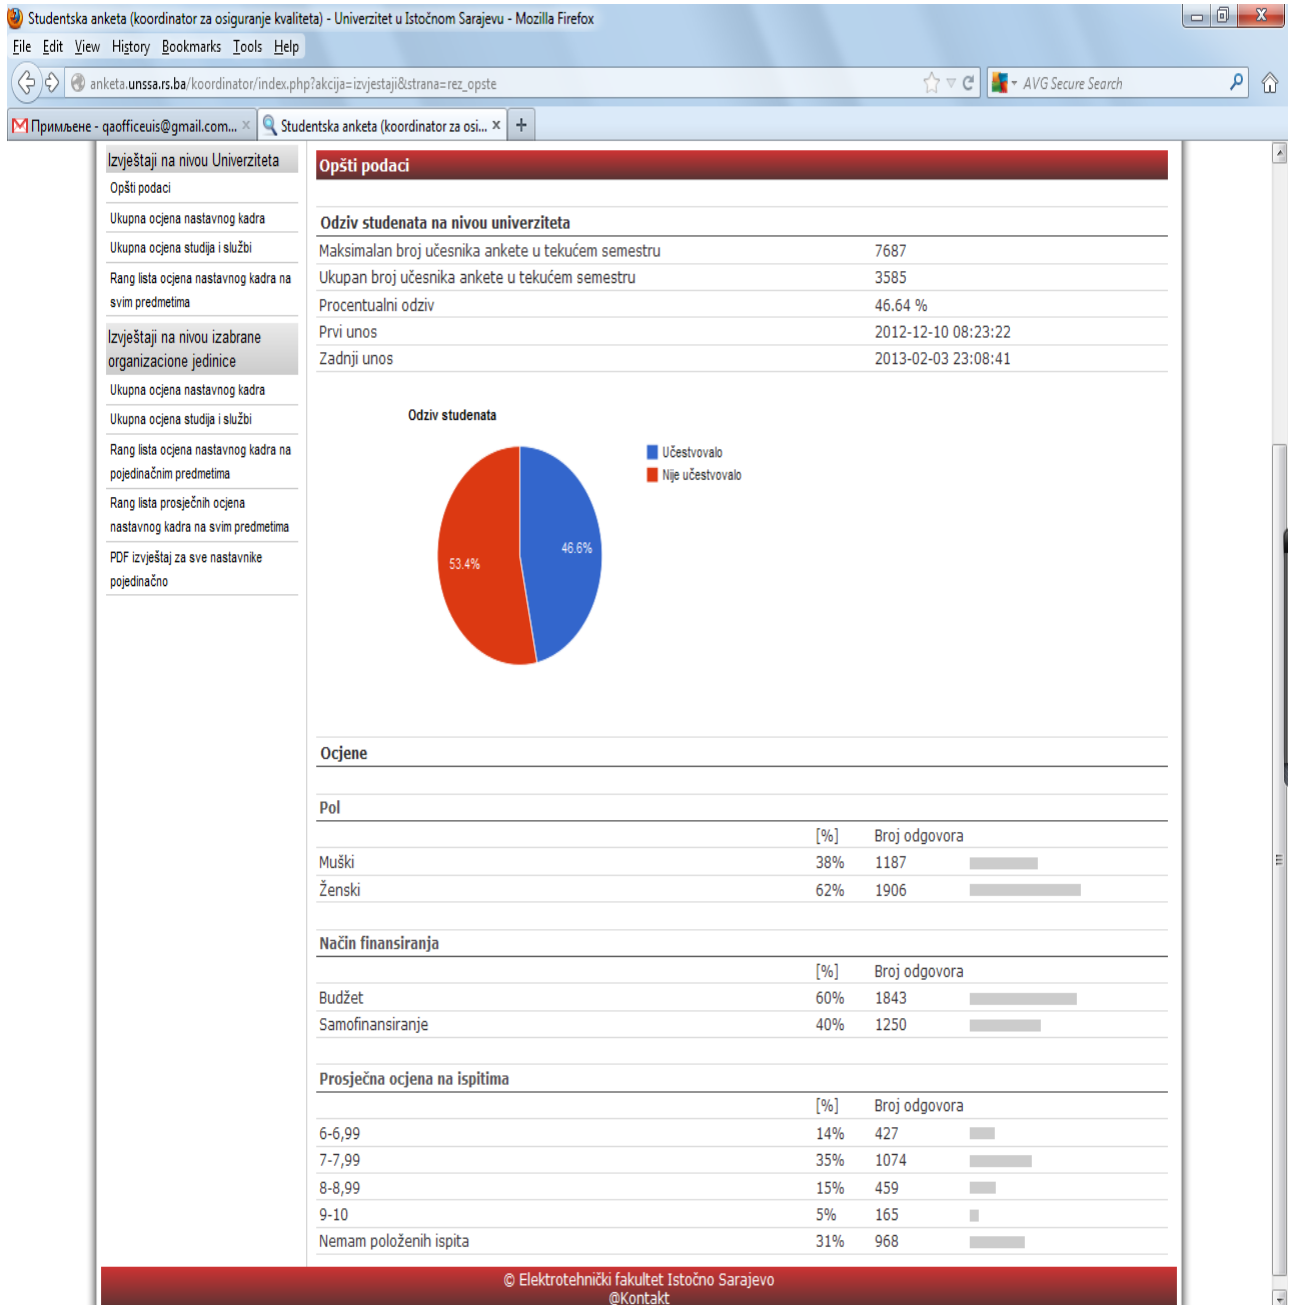 Studentska anketa (koordinator za osiguranje kvaliteta) - Univerzitet u Istočnom Sarajevu - Mozilla Firefox
File Edit View History Bookmarks Tools Help
anketa.unssa.rs.ba/koordinator/index.php?akcija=izvjestaji&strana=rez_opste
AVG Secure Search
Примљене - qaofficeuis@gmail.com...
Studentska anketa (koordinator za osi...
Izvještaji na nivou Univerziteta
Opšti podaci
Ukupna ocjena nastavnog kadra
Ukupna ocjena studija i službi
Rang lista ocjena nastavnog kadra na
svim predmetima
Izvještaji na nivou izabrane
organizacione jedinice
Ukupna ocjena nastavnog kadra
Ukupna ocjena studija i službi
Rang lista ocjena nastavnog kadra na
pojedinačnim predmetima
Rang lista prosječnih ocjena
nastavnog kadra na svim predmetima
PDF izvještaj za sve nastavnike
pojedinačno
Opšti podaci
Odziv studenata na nivou univerziteta
Maksimalan broj učesnika ankete u tekućem semestru 7687
Ukupan broj učesnika ankete u tekućem semestru 3585
Procentualni odziv 46.64 %
Prvi unos 2012-12-10 08:23:22
Zadnji unos 2013-02-03 23:08:41
Odziv studenata
Učestvovalo
Nije učestvovalo
46.6%
53.4%
Ocjene
Pol
[%] Broj odgovora
Muški 38% 1187
Ženski 62% 1906
Način finansiranja
[%] Broj odgovora
Budžet 60% 1843
Samofinansiranje 40% 1250
Prosječna ocjena na ispitima
[%] Broj odgovora
6-6,99 14% 427
7-7,99 35% 1074
8-8,99 15% 459
9-10 5% 165
Nemam položenih ispita 31% 968
© Elektrotehnički fakultet Istočno Sarajevo
@Kontakt